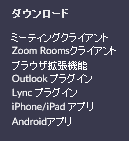 ダウンロード
ミーティングクライアント
Zoom Roomsクライアント
ブラウザ拡張機能
Outlook プラグイン
Lync プラグイン
iPhone/iPad アプリ
Androidアプリ